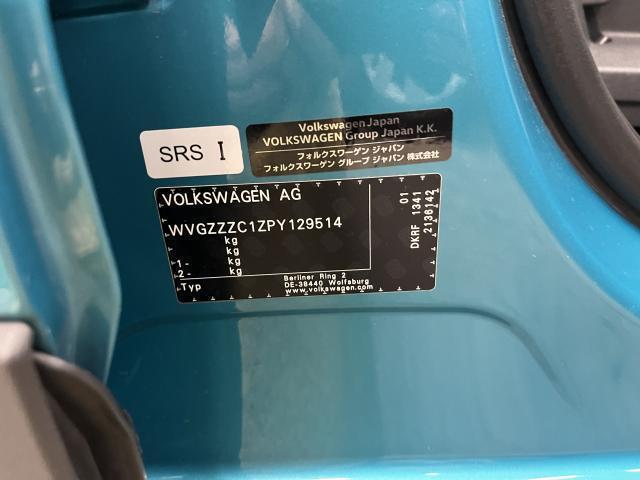 Volkswagen Japan
VOLKSWAGEN Group Japan K.K.
フォルクスワーゲン ジャパン
フォルクスワーゲン グループ ジャパン 株式会社
SRS I
VOLKSWAGEN AG
WVGZZZC1ZPY129514
kg
kg
1- kg
2- kg
Typ
Berliner Ring 2
DE-38440 Wolfsburg
www.volkswagen.com
01
DKRF 1341
2136142